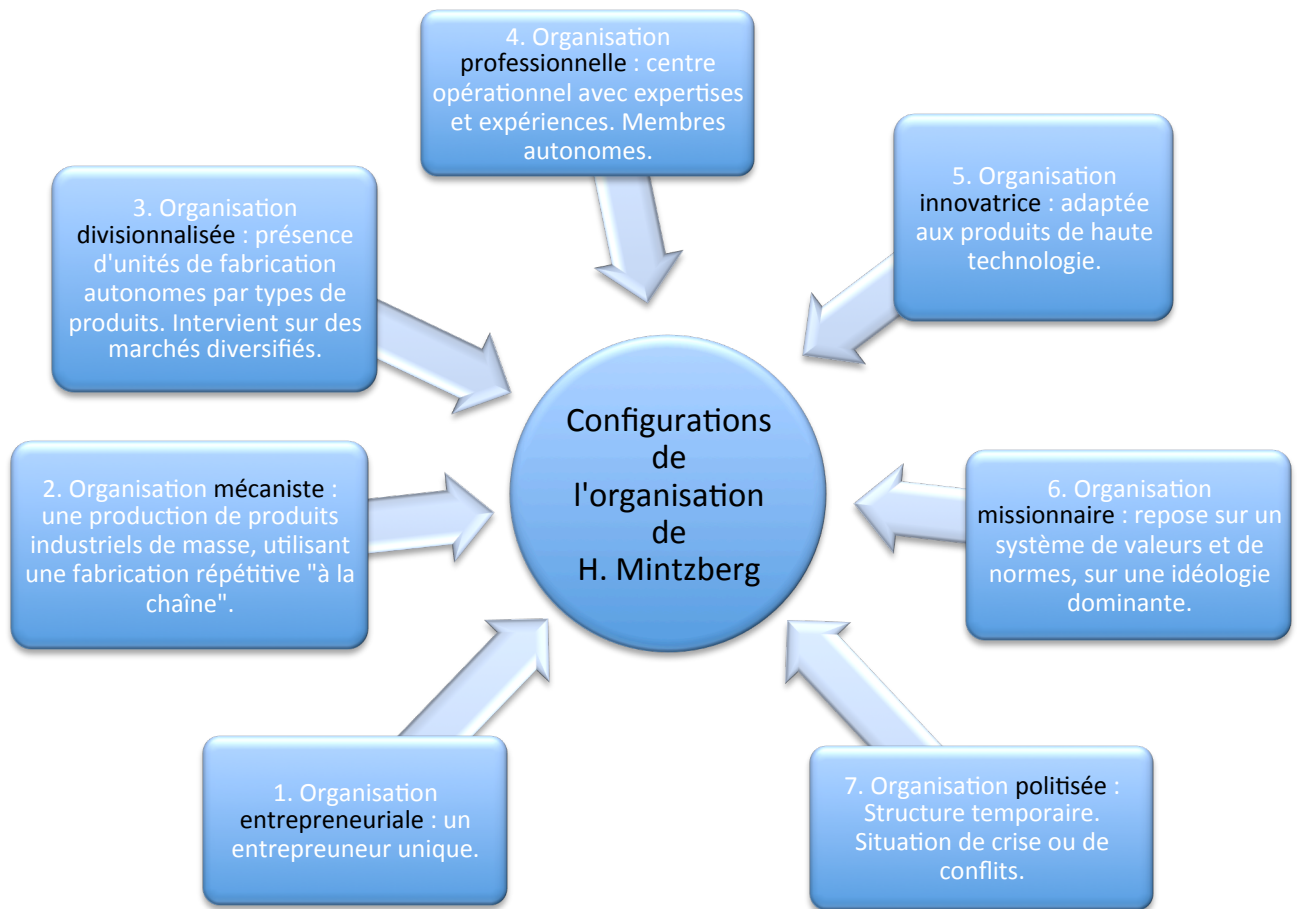 4. Organisation
professionnelle : centre
opérationnel avec expertises
et expériences. Membres
autonomes.
3. Organisation
divisionnalisée : présence
d'unités de fabrication
autonomes par types de
produits. Intervient sur des
marchés diversifiés.
5. Organisation
innovatrice : adaptée
aux produits de haute
technologie.
Configurations
de
l'organisation
de
H. Mintzberg
2. Organisation mécaniste :
une production de produits
industriels de masse, utilisant
une fabrication répétitive "à la
chaîne".
6. Organisation
missionnaire : repose sur un
système de valeurs et de
normes, sur une idéologie
dominante.
1. Organisation
entrepreneuriale : un
entrepreuneur unique.
7. Organisation politisée :
Structure temporaire.
Situation de crise ou de
conflits.